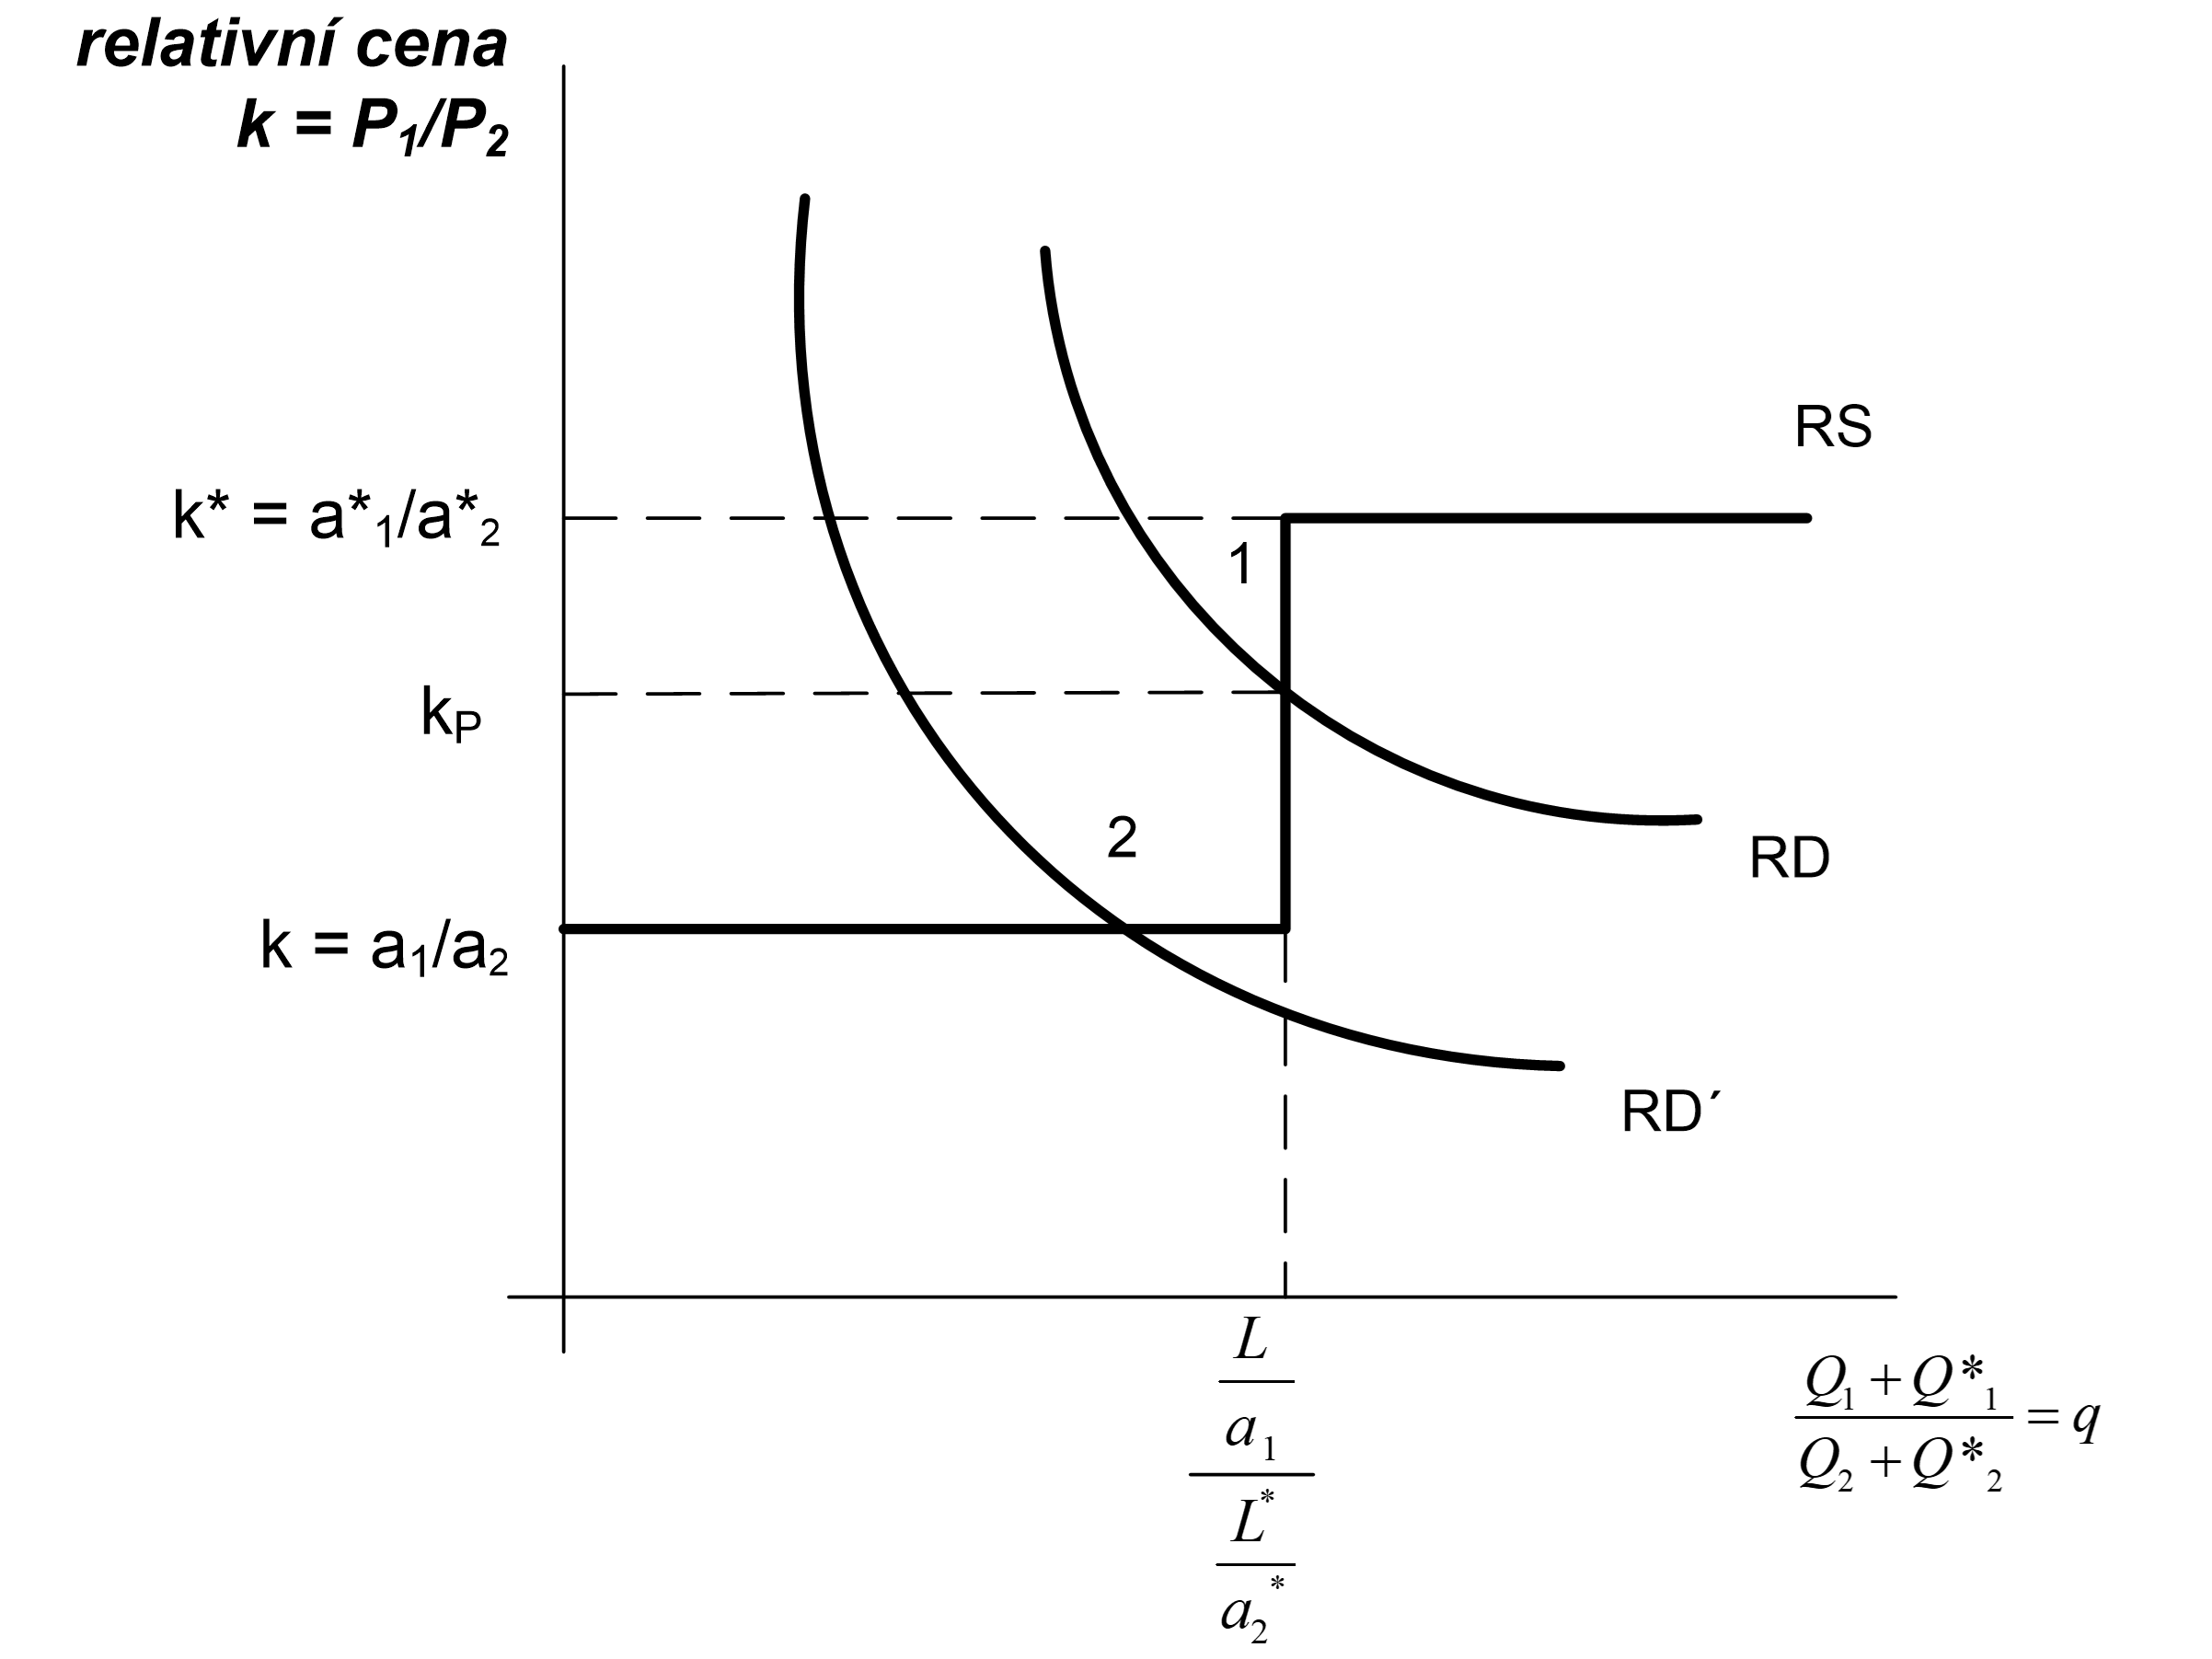 relativní cena
k = P₁/P₂
RS
k* = a*₁/a*₂
1
k_P
2
RD
k = a₁/a₂
RD´
L
a₁
L*
a₂*
Q₁ + Q*₁
Q₂ + Q*₂
= q